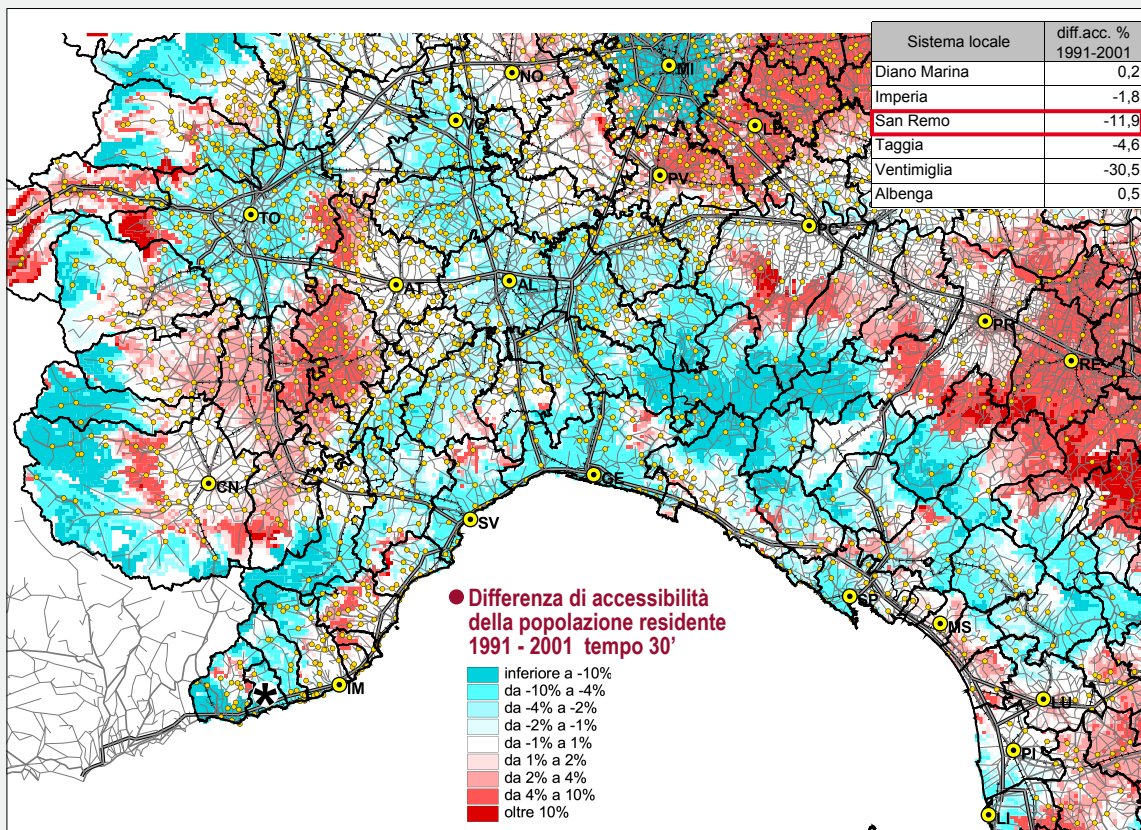 Sistema locale
diff.acc. %
1991-2001
Diano Marina 0,2
Imperia -1,8
San Remo -11,9
Taggia -4,6
Ventimiglia -30,5
Albenga 0,5
NO
MI
PV
TO
PC
AT
AL
PR
RE
CN
GE
SV
SP
MS
IM
LU
PI
LI
Differenza di accessibilità
della popolazione residente
1991 - 2001 tempo 30’
inferiore a -10%
da -10% a -4%
da -4% a -2%
da -2% a -1%
da -1% a 1%
da 1% a 2%
da 2% a 4%
da 4% a 10%
oltre 10%
*